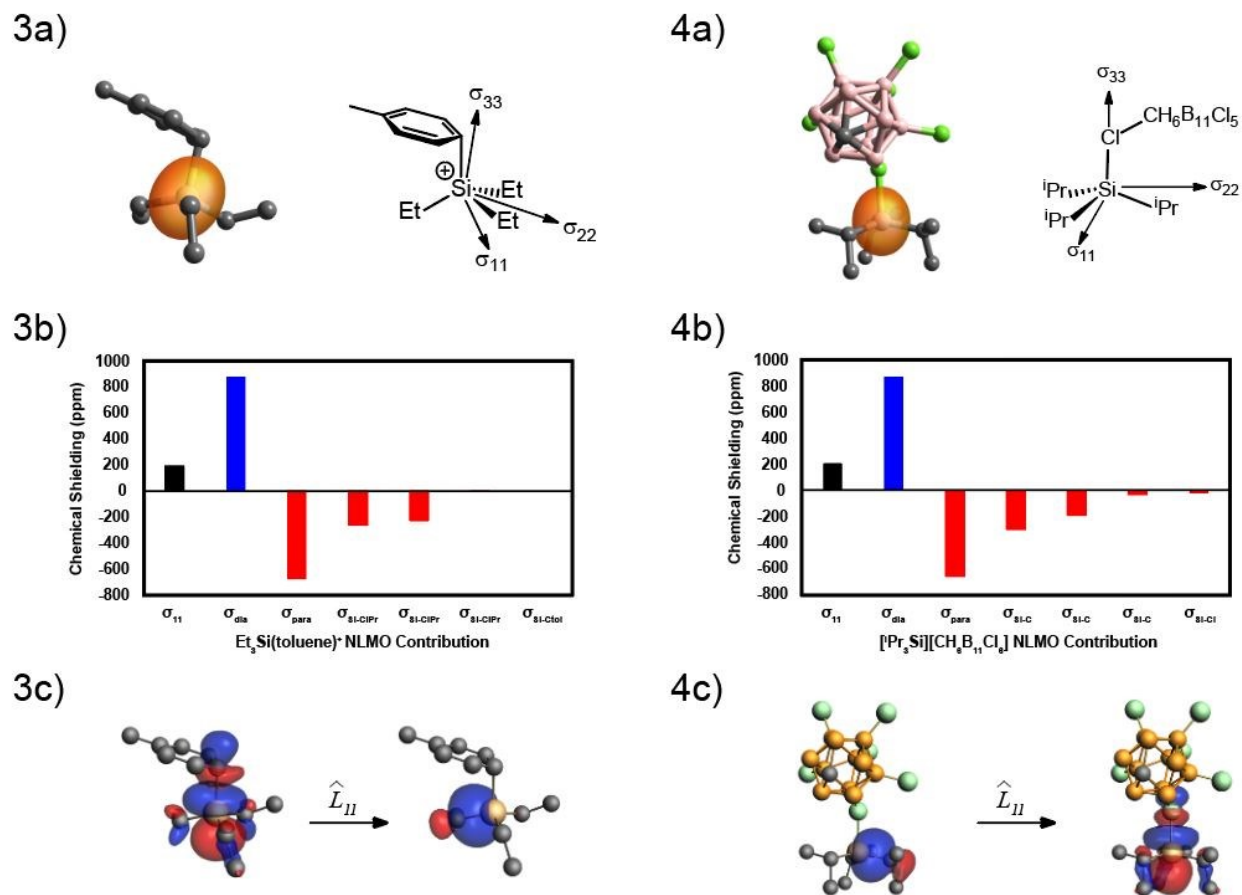 3a)
σ33
⊕
Si
Et
Et
Et
σ22
σ11
4a)
σ33
CH6B11Cl5
Cl
Si
iPr
iPr
iPr
σ22
σ11
3b)
Chemical Shielding (ppm)
1000
800
600
400
200
0
-200
-400
-600
-800
σ11 σdia σpara σSi-CiPr σSi-CiPr σSi-CiPr σSi-Ctol
Et3Si(toluene)+ NLMO Contribution
4b)
Chemical Shielding (ppm)
1000
800
600
400
200
0
-200
-400
-600
-800
σ11 σdia σpara σSi-C σSi-C σSi-C σSi-Cl
[iPr3Si][CH6B11Cl6] NLMO Contribution
3c)
L̂11
4c)
L̂11